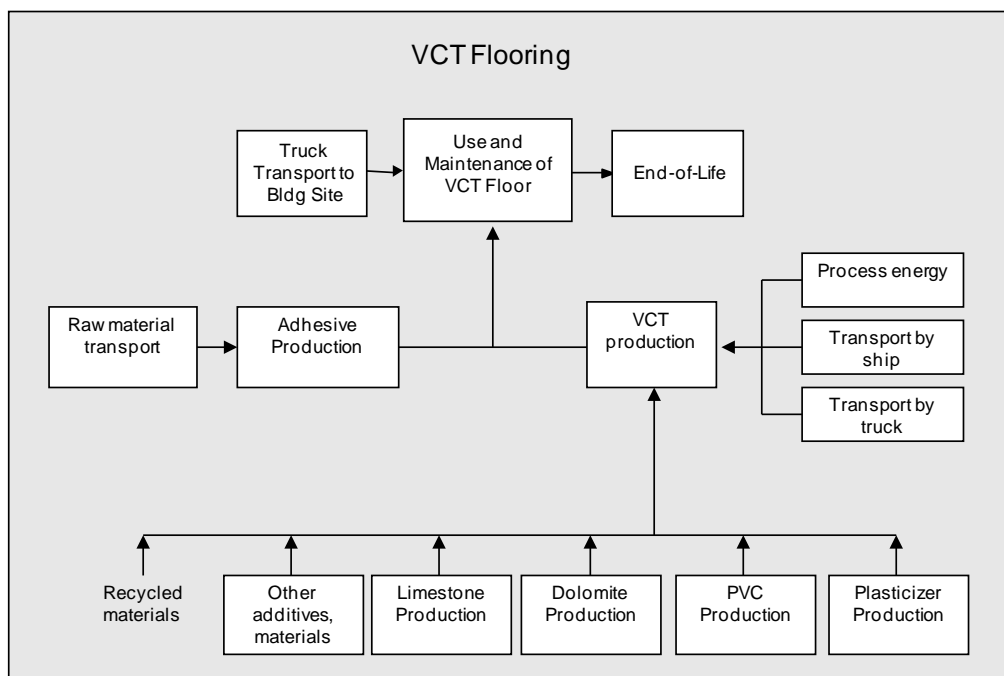 VCT Flooring
Truck
Transport to
Bldg Site
Use and
Maintenance of
VCT Floor
End-of-Life
Raw material
transport
Adhesive
Production
VCT
production
Process energy
Transport by
ship
Transport by
truck
Recycled
materials
Other
additives,
materials
Limestone
Production
Dolomite
Production
PVC
Production
Plasticizer
Production